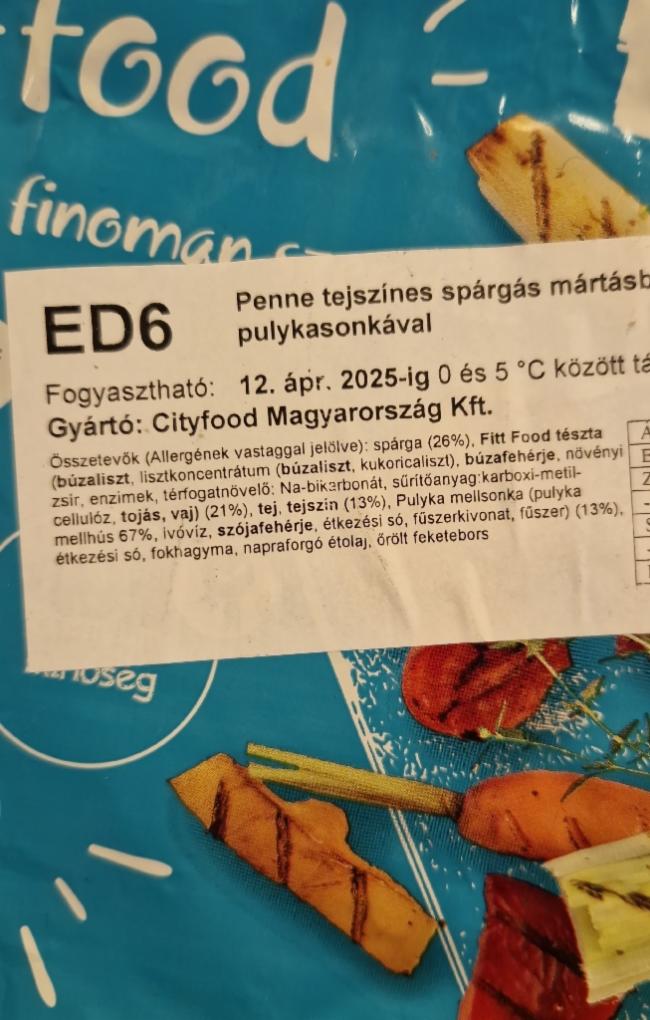 food
finoman
ED6
Penne tejszínes spárgás mártásb
pulykasonkával
Fogyasztható: 12. ápr. 2025-ig 0 és 5 °C között tá
Gyártó: Cityfood Magyarország Kft.
Összetevők (Allergének vastaggal jelölve): spárga (26%), Fitt Food tészta
(búzaliszt, lisztkoncentrátum (búzaliszt, kukoricaliszt), búzafehérje, növényi
zsir, enzimek, térfogatnövelő: Na-bikarbonát, sűrítőanyag:karboxi-metil-
cellulóz, tojás, vaj) (21%), tej, tejszín (13%), Pulyka mellsonka (pulyka
mellhús 67%, ivóvíz, szójafehérje, étkezési só, fűszerkivonat, fűszer) (13%),
étkezési só, fokhagyma, napraforgó étolaj, őrölt feketebors